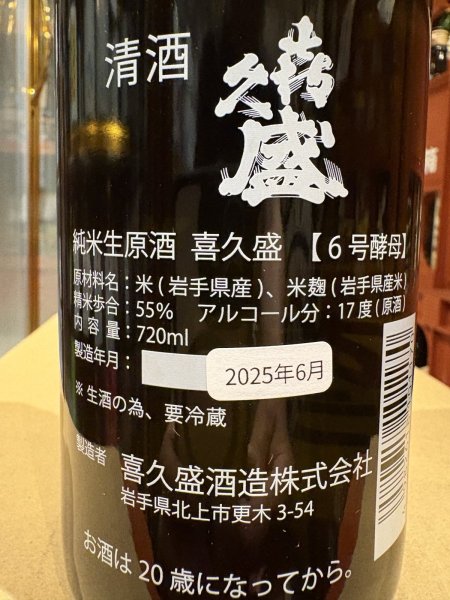 清酒
喜久盛
純米生原酒 喜久盛 【6号酵母】
原材料名：米(岩手県産)、米麹(岩手県産米)
精米歩合：55% アルコール分：17度(原酒)
内容量：720ml
製造年月： 2025年6月
※生酒の為、要冷蔵
製造者 喜久盛酒造株式会社
岩手県北上市更木 3-54
お酒は20歳になってから。